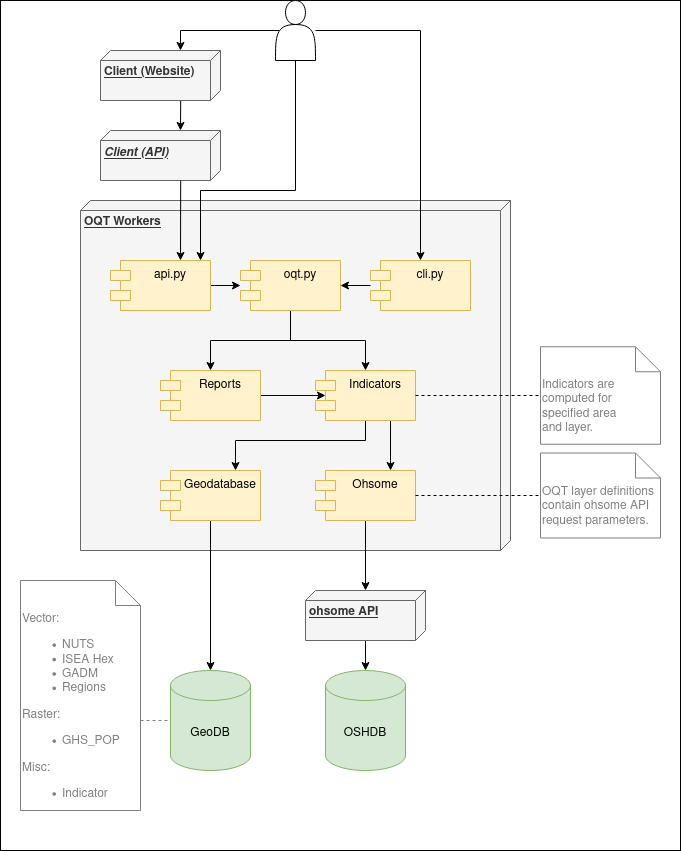 Client (Website)
Client (API)
OQT Workers
api.py
oqt.py
cli.py
Reports
Indicators
Indicators are
computed for
specified area
and layer.
Geodatabase
Ohsome
OQT layer definitions
contain ohsome API
request parameters.
ohsome API
Vector:
• NUTS
• ISEA Hex
• GADM
• Regions
Raster:
• GHS_POP
Misc:
• Indicator
GeoDB
OSHDB